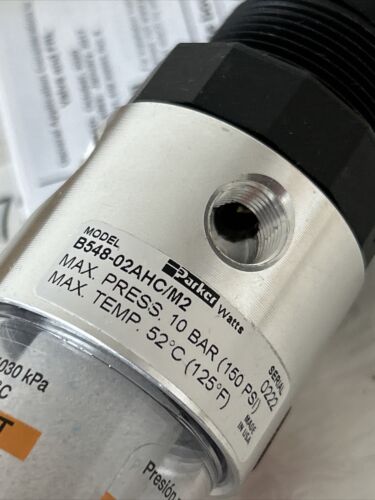 MODEL
B548-02AHC/M2
Parker Watts
MAX. PRESS. 10 BAR (150 PSI)
MAX. TEMP. 52°C (125°F)
SERIAL
0222
MADE
IN USA
kPa
Presión